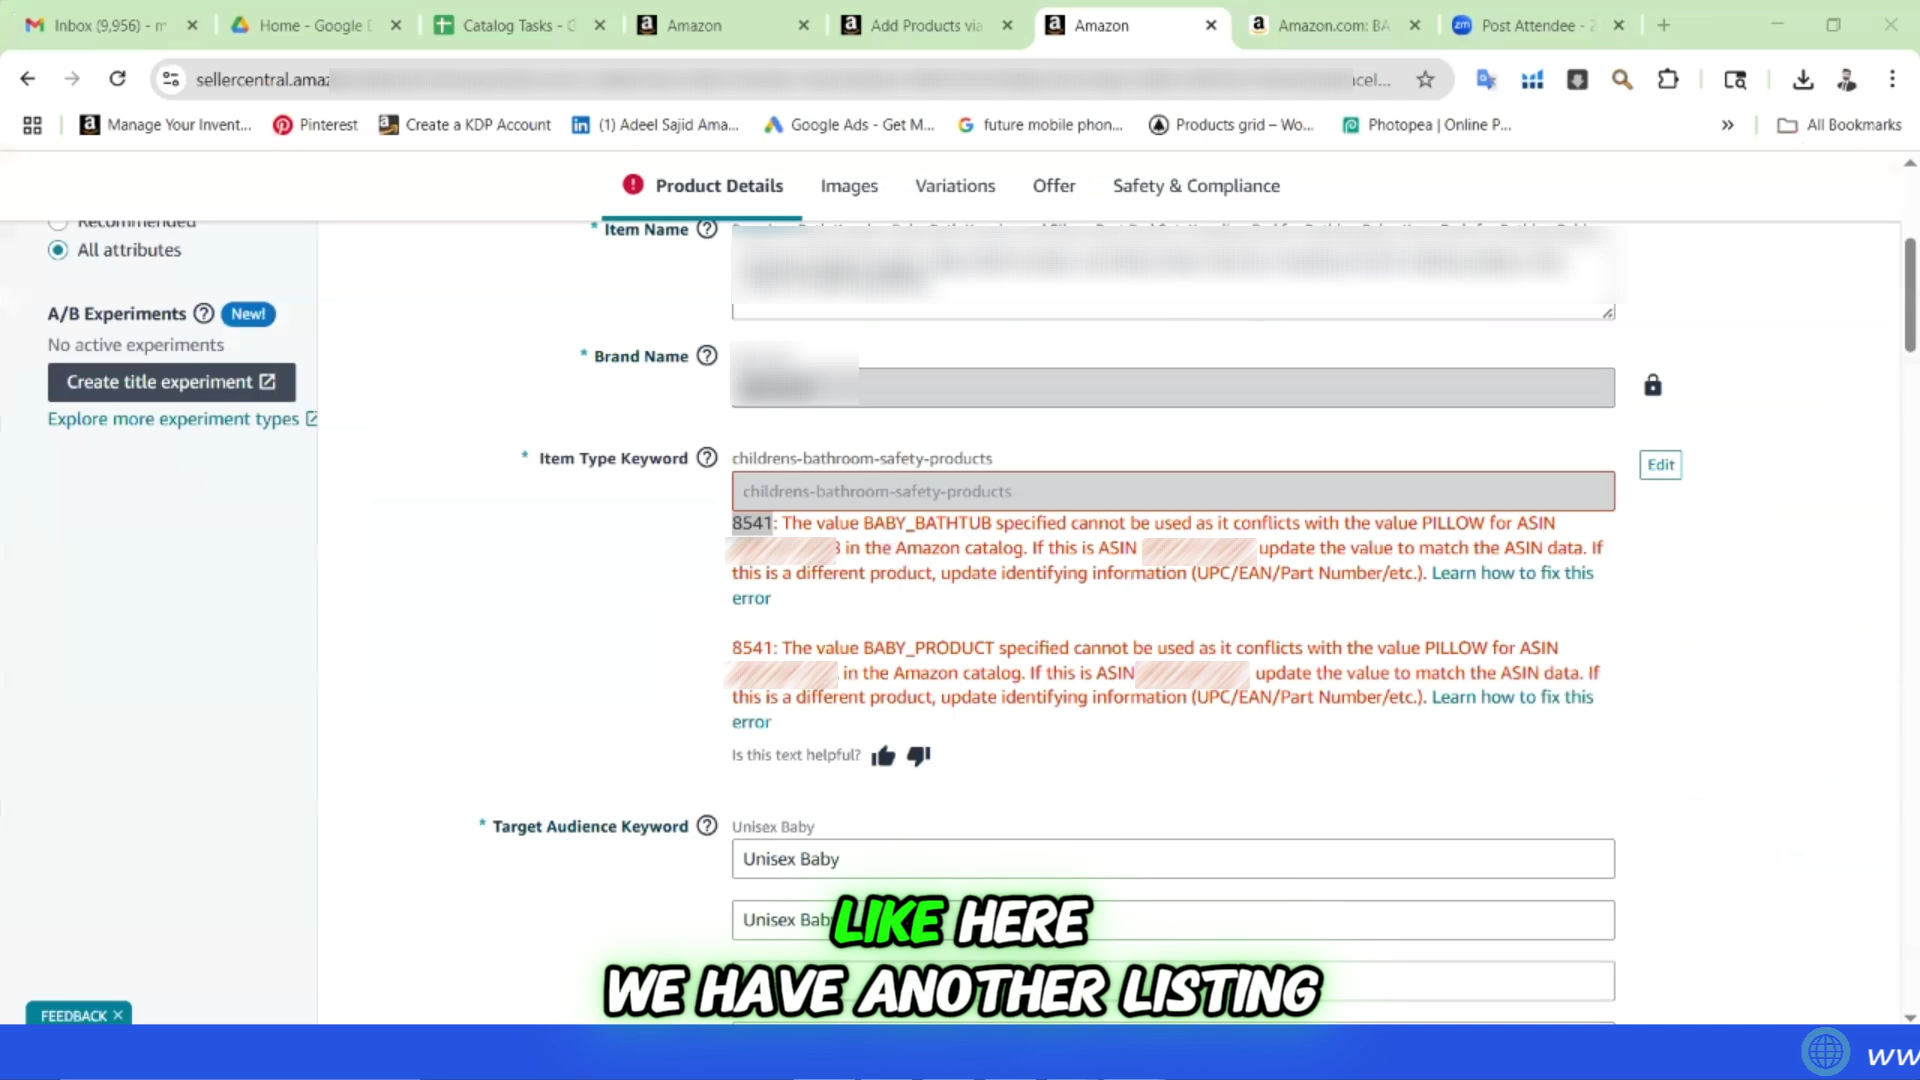 Inbox (9,956) - m
Home - Google
Catalog Tasks - G
Amazon
Add Products via
Amazon
Amazon.com: BA
zm Post Attendee - Z
sellercentral.amaz
acel...
Manage Your Invent...
Pinterest
Create a KDP Account
(1) Adeel Sajid Ama...
Google Ads - Get M...
future mobile phon...
Products grid – Wo...
Photopea | Online P...
All Bookmarks
Product Details
Images
Variations
Offer
Safety & Compliance
Recommended
All attributes
A/B Experiments
New!
No active experiments
Create title experiment
Explore more experiment types
* Item Name
* Brand Name
* Item Type Keyword
childrens-bathroom-safety-products
childrens-bathroom-safety-products
Edit
8541: The value BABY_BATHTUB specified cannot be used as it conflicts with the value PILLOW for ASIN
in the Amazon catalog. If this is ASIN update the value to match the ASIN data. If
this is a different product, update identifying information (UPC/EAN/Part Number/etc.). Learn how to fix this
error
8541: The value BABY_PRODUCT specified cannot be used as it conflicts with the value PILLOW for ASIN
in the Amazon catalog. If this is ASIN update the value to match the ASIN data. If
this is a different product, update identifying information (UPC/EAN/Part Number/etc.). Learn how to fix this
error
Is this text helpful?
* Target Audience Keyword
Unisex Baby
Unisex Baby
Unisex Bab
LIKE HERE
WE HAVE ANOTHER LISTING
FEEDBACK
ww